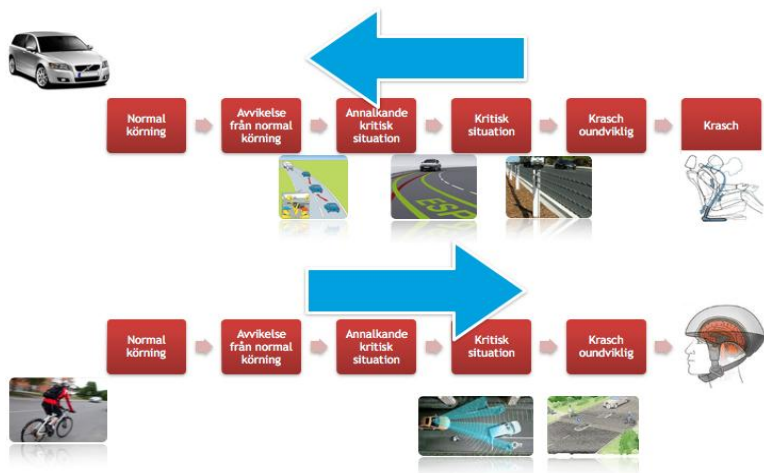 Normal
körning
Avvikelse
från normal
körning
Annalkande
kritisk
situation
Kritisk
situation
Krasch
oundviklig
Krasch
ESP
Normal
körning
Avvikelse
från normal
körning
Annalkande
kritisk
situation
Kritisk
situation
Krasch
oundviklig